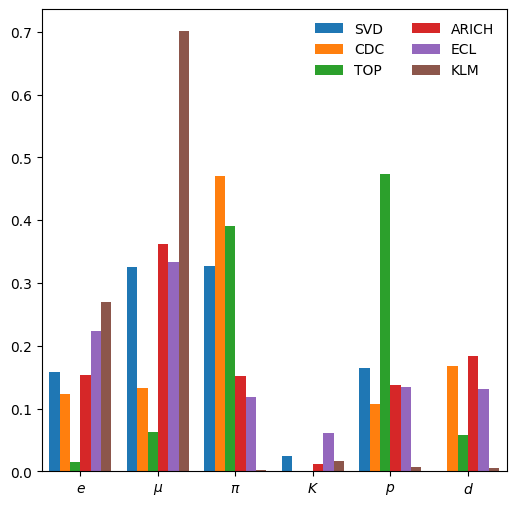 SVD
CDC
TOP
ARICH
ECL
KLM
0.7
0.6
0.5
0.4
0.3
0.2
0.1
0.0
e μ π K p d